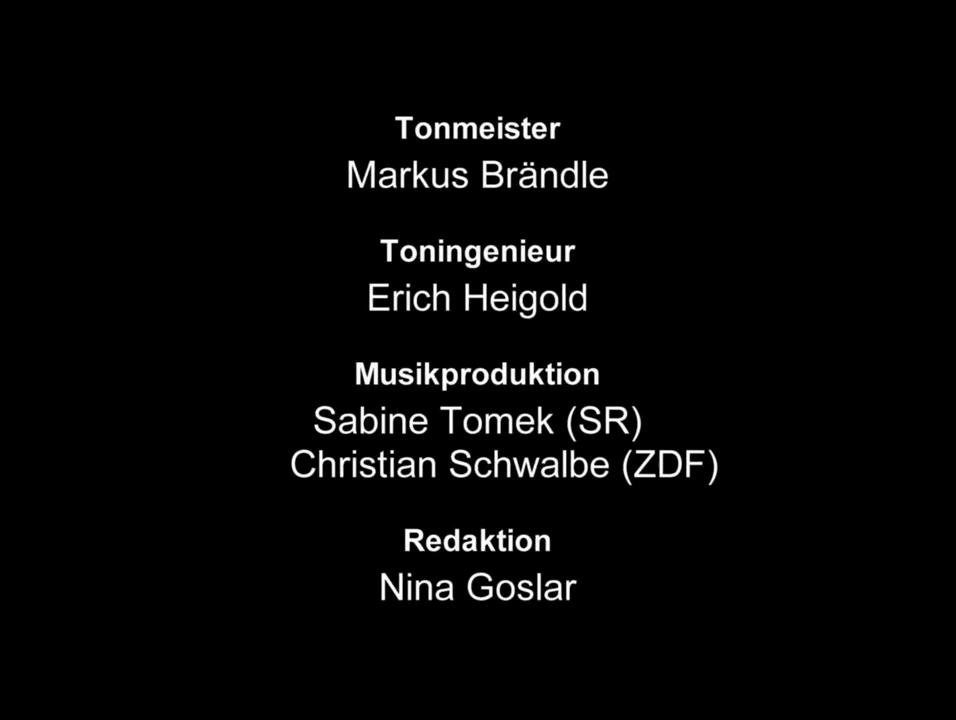 Tonmeister
Markus Brändle
Toningenieur
Erich Heigold
Musikproduktion
Sabine Tomek (SR)
Christian Schwalbe (ZDF)
Redaktion
Nina Goslar